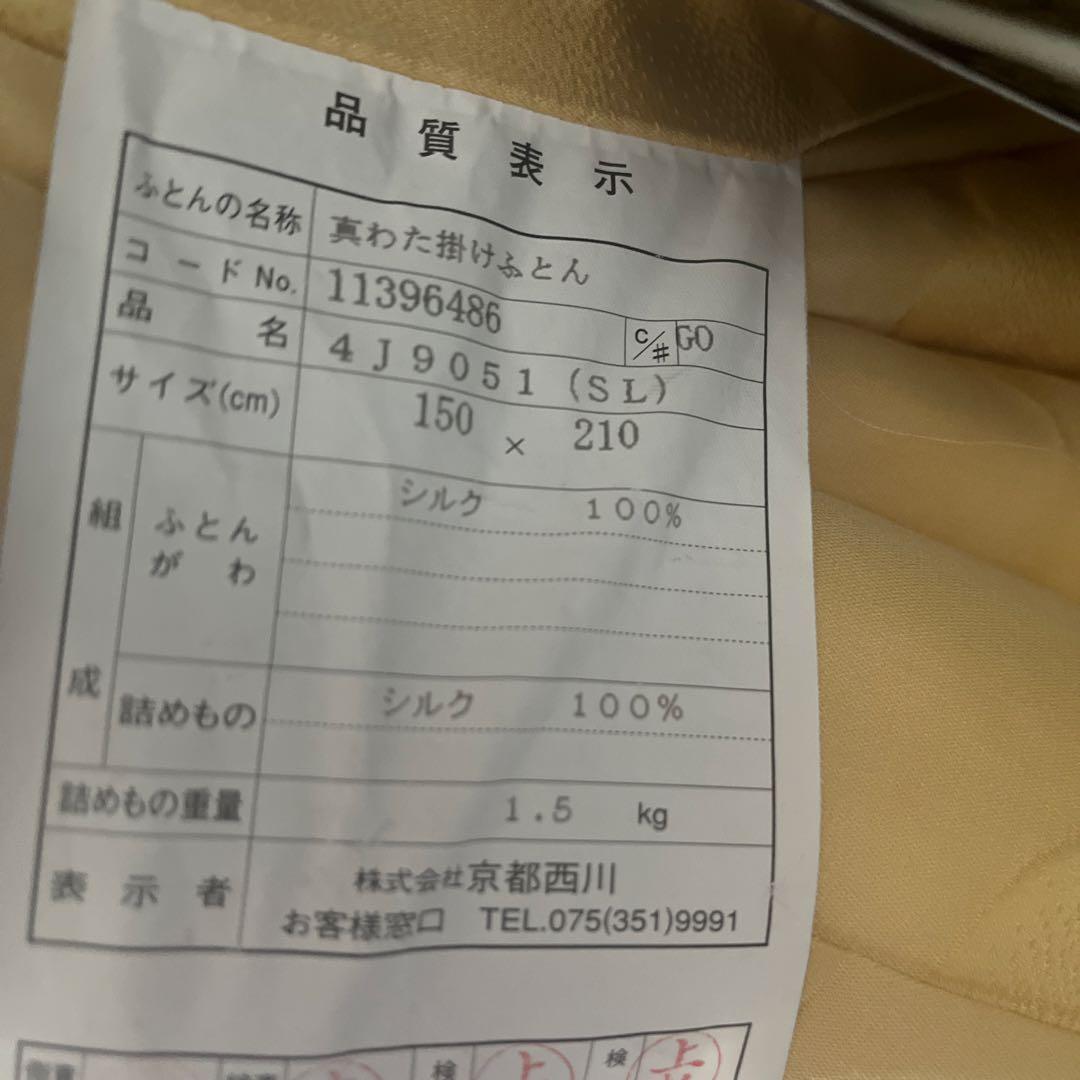 品質表示
ふとんの名称 真わた掛けふとん
コードNo. 11396486 C/# GO
品名 4J9051(SL)
サイズ(cm) 150 × 210
組成 ふとんがわ シルク 100%
詰めもの シルク 100%
詰めもの重量 1.5 kg
表示者 株式会社京都西川
お客様窓口 TEL.075(351)9991
検 上 検